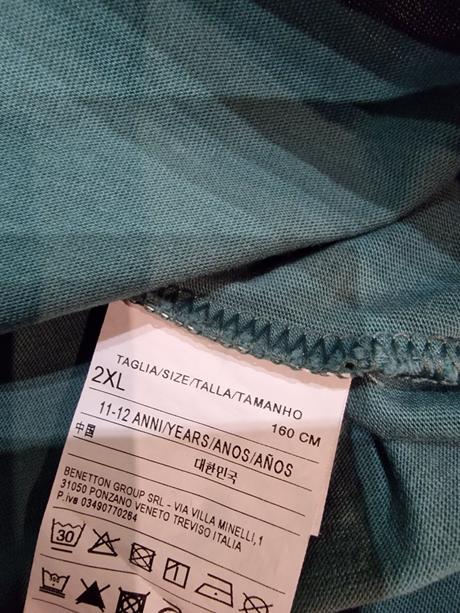 TAGLIA/SIZE/TALLA/TAMANHO
2XL
160 CM
11-12 ANNI/YEARS/ANOS/AÑOS
中国
대한민국
BENETTON GROUP SRL - VIA VILLA MINELLI,1
31050 PONZANO VENETO TREVISO ITALIA
P.iva 03490770264
30